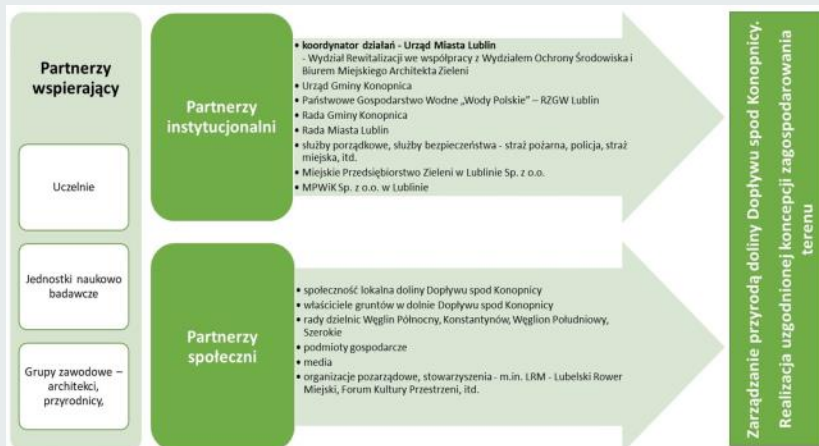 Partnerzy
wspierający
Uczelnie
Jednostki naukowo
badawcze
Grupy zawodowe –
architekci,
przyrodnicy,
Partnerzy
instytucjonalni
• koordynator działań - Urząd Miasta Lublin
- Wydział Rewitalizacji we współpracy z Wydziałem Ochrony Środowiska i
Biurem Miejskiego Architekta Zieleni
• Urząd Gminy Konopnica
• Państwowe Gospodarstwo Wodne „Wody Polskie” – RZGW Lublin
• Rada Gminy Konopnica
• Rada Miasta Lublin
• służby porządkowe, służby bezpieczeństwa - straż pożarna, policja, straż
miejska, itd.
• Miejskie Przedsiębiorstwo Zieleni w Lublinie Sp. z o.o.
• MPWiK Sp. z o.o. w Lublinie
Partnerzy
społeczni
• społeczność lokalna doliny Dopływu spod Konopnicy
• właściciele gruntów w dolnie Dopływu spod Konopnicy
• rady dzielnic Węglin Północny, Konstantynów, Węglion Południowy,
Szerokie
• podmioty gospodarcze
• media
• organizacje pozarządowe, stowarzyszenia - m.in. LRM - Lubelski Rower
Miejski, Forum Kultury Przestrzeni, itd.
Zarządzanie przyrodą doliny Dopływu spod Konopnicy.
Realizacja uzgodnionej koncepcji zagospodarowania
terenu